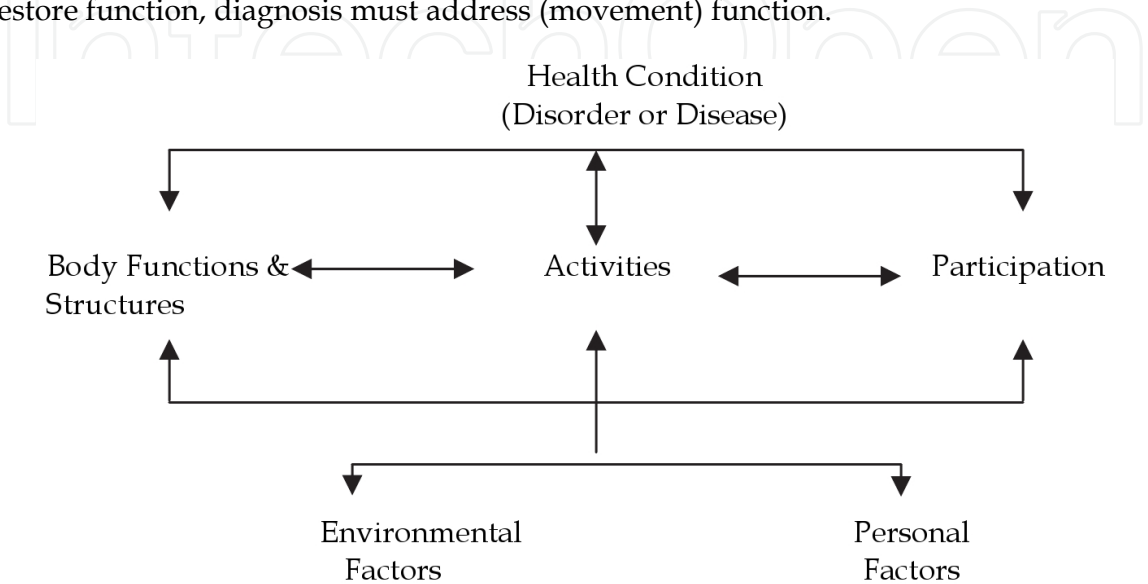 estore function, diagnosis must address (movement) function.
IntechOpen
Health Condition
(Disorder or Disease)
Body Functions &
Structures
Activities
Participation
Environmental
Factors
Personal
Factors